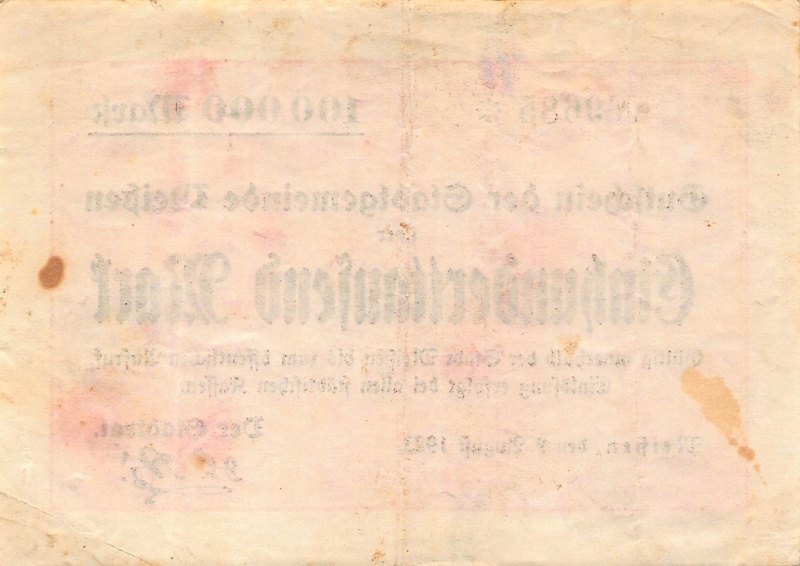 100 000 Mark
Gutschein der Stadtgemeinde Meißen
über
Einhunderttausend Mark
Gültig innerhalb der Stadt Meißen bis zum öffentlichen Aufruf.
Einlösung erfolgt bei allen städtischen Kassen.
Meißen, den 9. August 1923
Der Stadtrat.